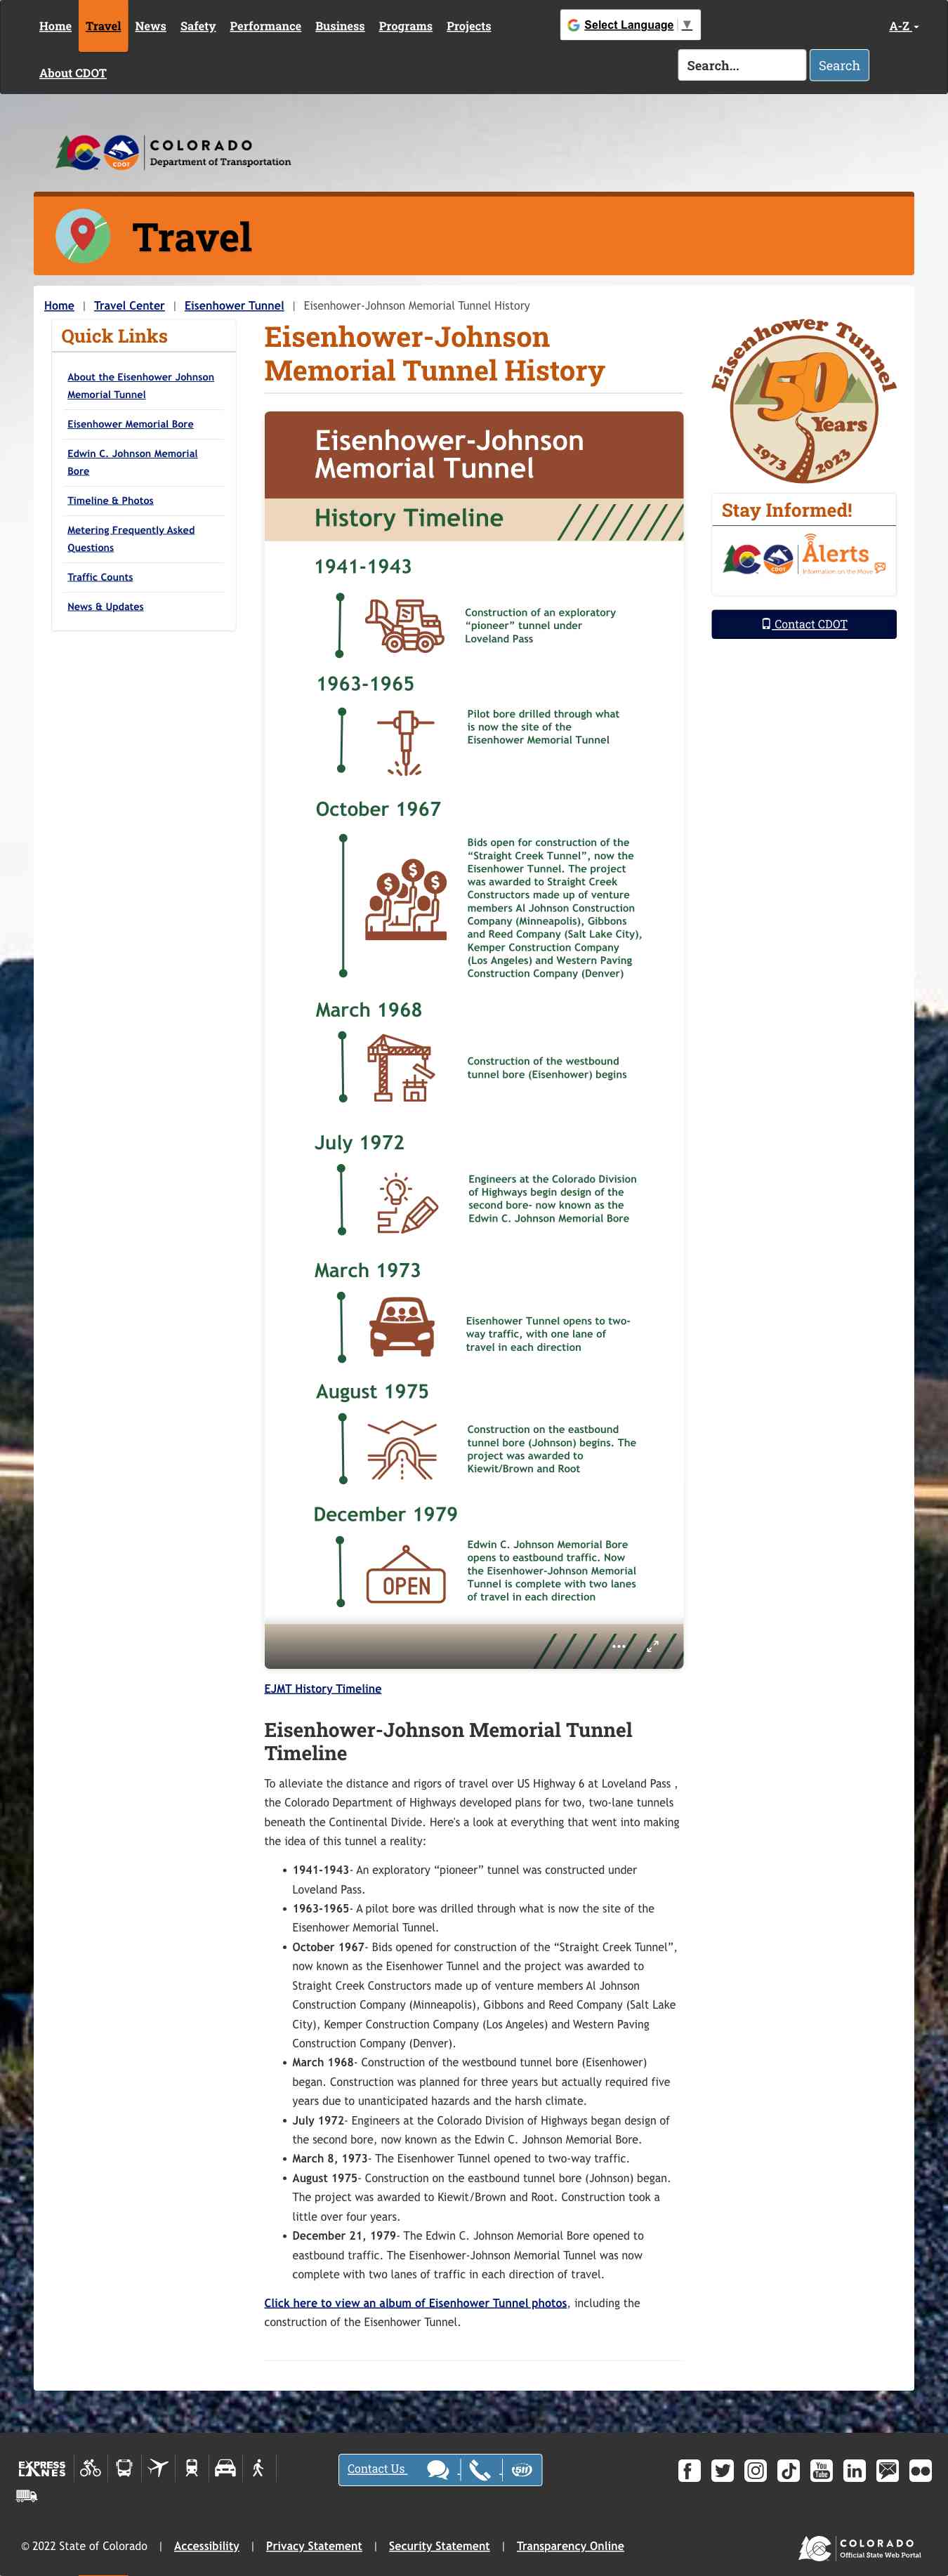 Home Travel News Safety Performance Business Programs Projects
Select Language ▼
A-Z
About CDOT
Search...
Search
COLORADO
Department of Transportation
CDOT
Travel
Home | Travel Center | Eisenhower Tunnel | Eisenhower-Johnson Memorial Tunnel History
Quick Links
About the Eisenhower Johnson
Memorial Tunnel
Eisenhower Memorial Bore
Edwin C. Johnson Memorial
Bore
Timeline & Photos
Metering Frequently Asked
Questions
Traffic Counts
News & Updates
Eisenhower-Johnson
Memorial Tunnel History
Eisenhower-Johnson
Memorial Tunnel
History Timeline
1941-1943
Construction of an exploratory
“pioneer” tunnel under
Loveland Pass
1963-1965
Pilot bore drilled through what
is now the site of the
Eisenhower Memorial Tunnel
October 1967
Bids open for construction of the
“Straight Creek Tunnel”, now the
Eisenhower Tunnel. The project
was awarded to Straight Creek
Constructors made up of venture
members Al Johnson Construction
Company (Minneapolis), Gibbons
and Reed Company (Salt Lake City),
Kemper Construction Company
(Los Angeles) and Western Paving
Construction Company (Denver)
March 1968
Construction of the westbound
tunnel bore (Eisenhower) begins
July 1972
Engineers at the Colorado Division
of Highways begin design of the
second bore- now known as the
Edwin C. Johnson Memorial Bore
March 1973
Eisenhower Tunnel opens to two-
way traffic, with one lane of
travel in each direction
August 1975
Construction on the eastbound
tunnel bore (Johnson) begins. The
project was awarded to
Kiewit/Brown and Root
December 1979
OPEN
Edwin C. Johnson Memorial Bore
opens to eastbound traffic. Now
the Eisenhower-Johnson Memorial
Tunnel is complete with two lanes
of travel in each direction
EJMT History Timeline
Eisenhower-Johnson Memorial Tunnel
Timeline
To alleviate the distance and rigors of travel over US Highway 6 at Loveland Pass ,
the Colorado Department of Highways developed plans for two, two-lane tunnels
beneath the Continental Divide. Here's a look at everything that went into making
the idea of this tunnel a reality:
• 1941-1943- An exploratory “pioneer” tunnel was constructed under
Loveland Pass.
• 1963-1965- A pilot bore was drilled through what is now the site of the
Eisenhower Memorial Tunnel.
• October 1967- Bids opened for construction of the “Straight Creek Tunnel”,
now known as the Eisenhower Tunnel and the project was awarded to
Straight Creek Constructors made up of venture members Al Johnson
Construction Company (Minneapolis), Gibbons and Reed Company (Salt Lake
City), Kemper Construction Company (Los Angeles) and Western Paving
Construction Company (Denver).
• March 1968- Construction of the westbound tunnel bore (Eisenhower)
began. Construction was planned for three years but actually required five
years due to unanticipated hazards and the harsh climate.
• July 1972- Engineers at the Colorado Division of Highways began design of
the second bore, now known as the Edwin C. Johnson Memorial Bore.
• March 8, 1973- The Eisenhower Tunnel opened to two-way traffic.
• August 1975- Construction on the eastbound tunnel bore (Johnson) began.
The project was awarded to Kiewit/Brown and Root. Construction took a
little over four years.
• December 21, 1979- The Edwin C. Johnson Memorial Bore opened to
eastbound traffic. The Eisenhower-Johnson Memorial Tunnel was now
complete with two lanes of traffic in each direction of travel.
Click here to view an album of Eisenhower Tunnel photos, including the
construction of the Eisenhower Tunnel.
Eisenhower Tunnel
50
Years
1973 2023
Stay Informed!
CDOT
Alerts
Information on the Move
Contact CDOT
EXPRESS
LANES
Contact Us
511
You
Tube
© 2022 State of Colorado | Accessibility | Privacy Statement | Security Statement | Transparency Online
COLORADO
Official State Web Portal